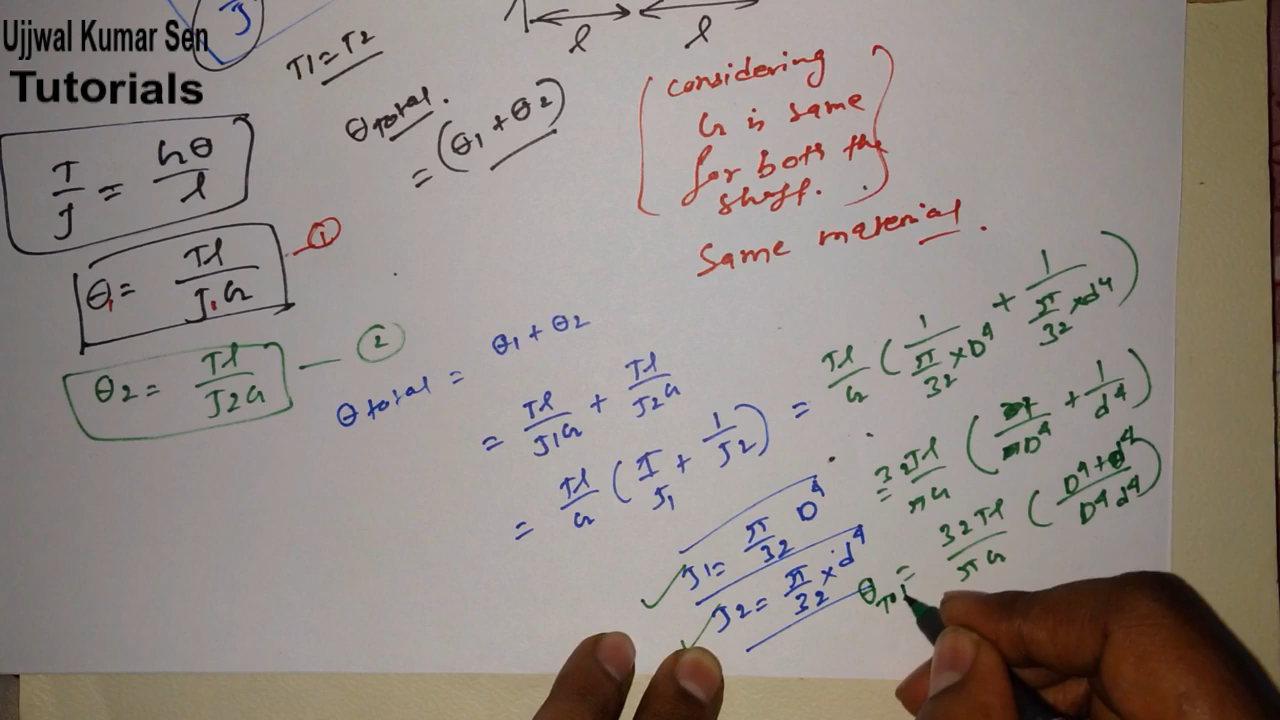 Ujjwal Kumar Sen
Tutorials
J
l l
T1 = T2
θtotal.
= (θ1 + θ2)
(considering
G is same
for both the
shaft.)
Same material.
T/J = Gθ/l
θ1 = Tl/J1G — ①
θ2 = Tl/J2G — ②
θtotal = θ1 + θ2
= Tl/J1G + Tl/J2G
= Tl/G (1/J1 + 1/J2)
J1 = π/32 D⁴
J2 = π/32 × d⁴
= Tl/G (1/(π/32 × D⁴) + 1/(π/32 × d⁴))
= 32Tl/πG (1/D⁴ + 1/d⁴)
θTot = 32Tl/πG ((D⁴ + d⁴)/D⁴d⁴)